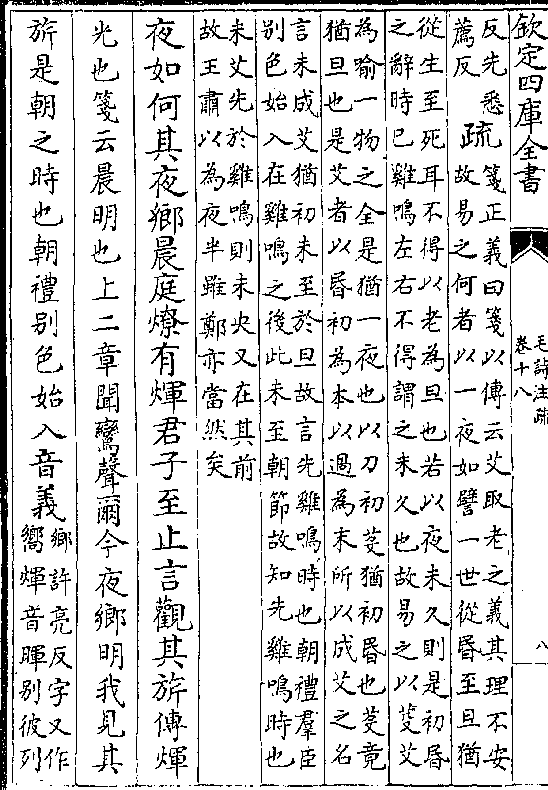 欽定四庫全書
毛詩注疏
卷十八
八
反先悉
薦反
疏
箋正義曰箋以傳云艾取老之義其理不安
故易之何者以一夜如譬一世從昬至旦猶
從生至死耳不得以老為旦也若以夜未久則是初昬
之辭時已雞鳴左右不得謂之未久也故易之以芟艾
為喻一物之全是猶一夜也以刀初芟猶初昬也芟竟
猶旦也是艾者以昬初為本以過為末所以成艾之名
言未成艾猶初未至於旦故言先雞鳴時也朝禮羣臣
别色始入在雞鳴之後此未至朝節故知先雞鳴時也
未艾先於雞鳴則未央又在其前
故王肅以為夜半雖鄭亦當然矣
夜如何其夜鄉晨庭燎有煇君子至止言觀其旂傳煇
光也箋云晨明也上二章聞鸞聲爾今夜鄉明我見其
旂是朝之時也朝禮别色始入音義
鄉許亮反字又作
嚮煇音暉别彼列